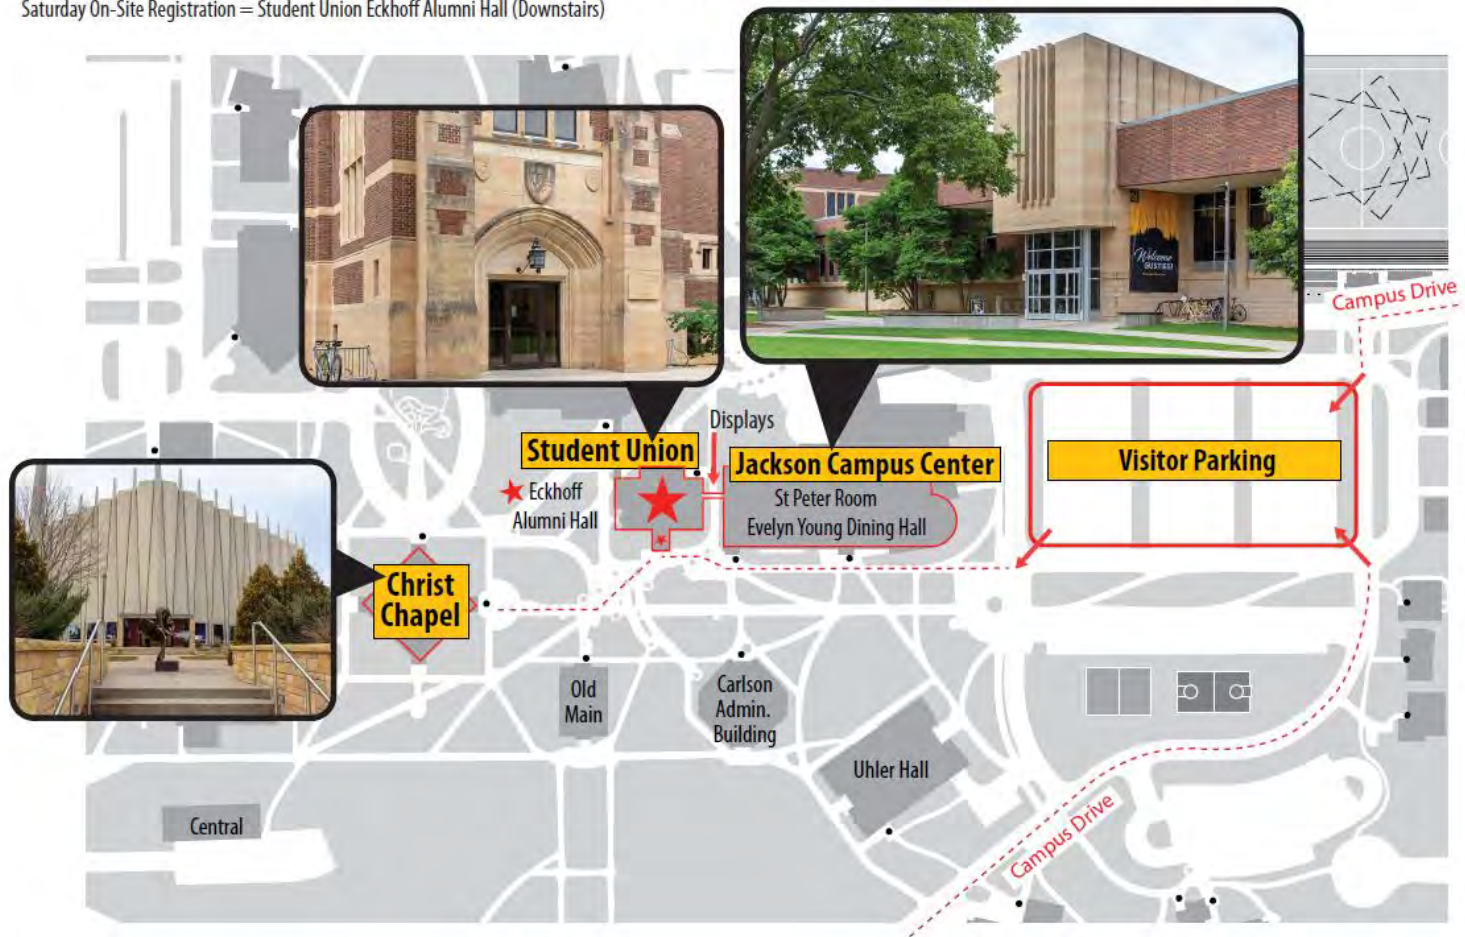 Saturday On-Site Registration = Student Union Eckhoff Alumni Hall (Downstairs)
Welcome
GUSTIES!
Campus Drive
Displays
Student Union
Jackson Campus Center
Visitor Parking
Eckhoff
Alumni Hall
St Peter Room
Evelyn Young Dining Hall
Christ
Chapel
Old
Main
Carlson
Admin.
Building
Uhler Hall
Central
Campus Drive